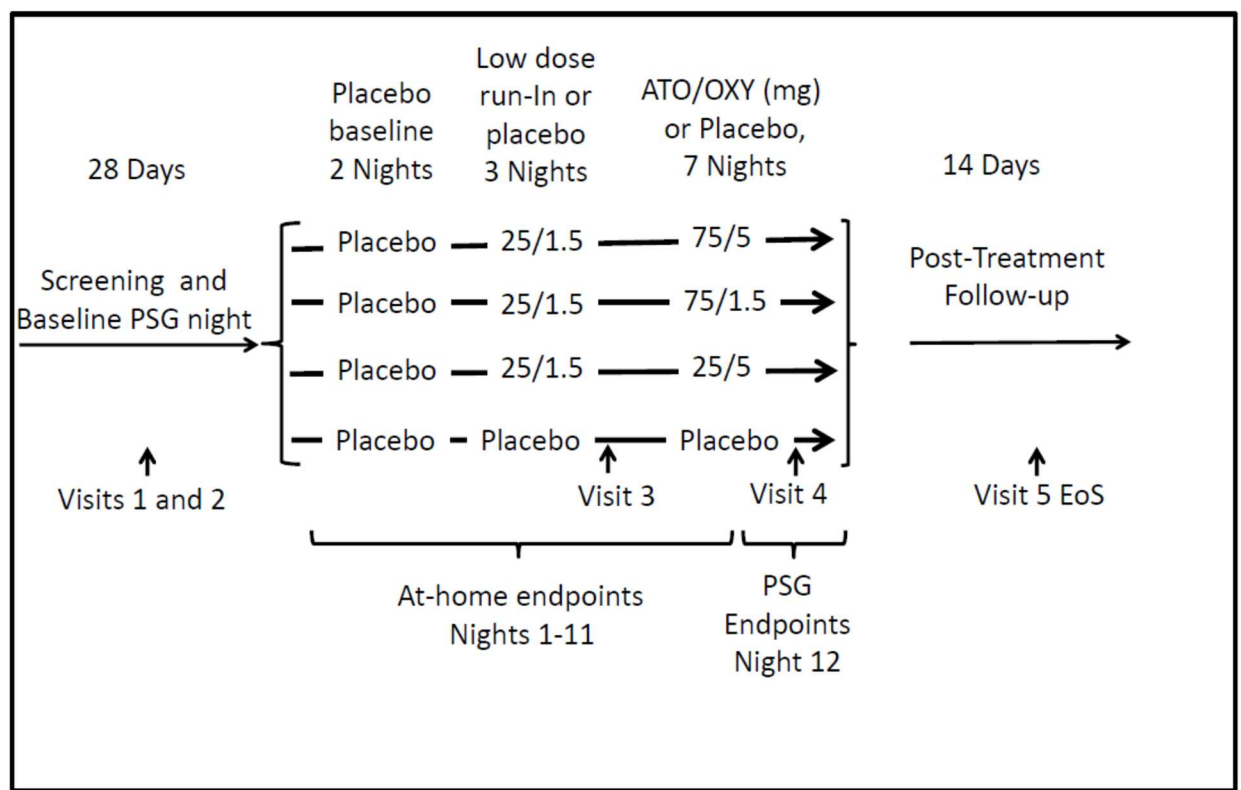 28 Days
Placebo
baseline
2 Nights
Low dose
run-In or
placebo
3 Nights
ATO/OXY (mg)
or Placebo,
7 Nights
14 Days
Screening and
Baseline PSG night
Placebo 25/1.5 75/5
Placebo 25/1.5 75/1.5
Placebo 25/1.5 25/5
Placebo Placebo Placebo
Post-Treatment
Follow-up
Visits 1 and 2
Visit 3
Visit 4
Visit 5 EoS
At-home endpoints
Nights 1-11
PSG
Endpoints
Night 12